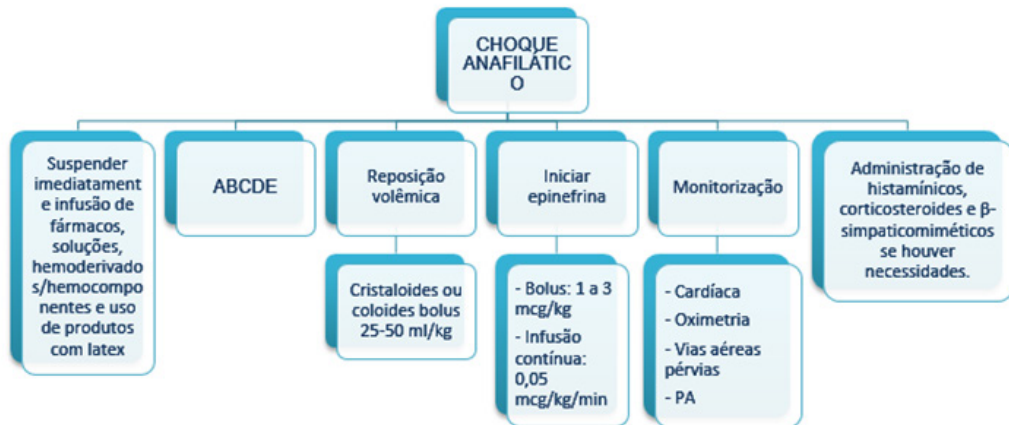 CHOQUE
ANAFILÁTIC
O
Suspender
imediatament
e infusão de
fármacos,
soluções,
hemoderivado
s/hemocompo
nentes e uso
de produtos
com latex
ABCDE
Reposição
volêmica
Cristaloides ou
coloides bolus
25-50 ml/kg
Iniciar
epinefrina
- Bolus: 1 a 3
mcg/kg
- Infusão
contínua:
0,05
mcg/kg/min
Monitorização
- Cardíaca
- Oximetria
- Vias aéreas
pérvias
- PA
Administração de
histamínicos,
corticosteroides e β-
simpaticomiméticos
se houver
necessidades.